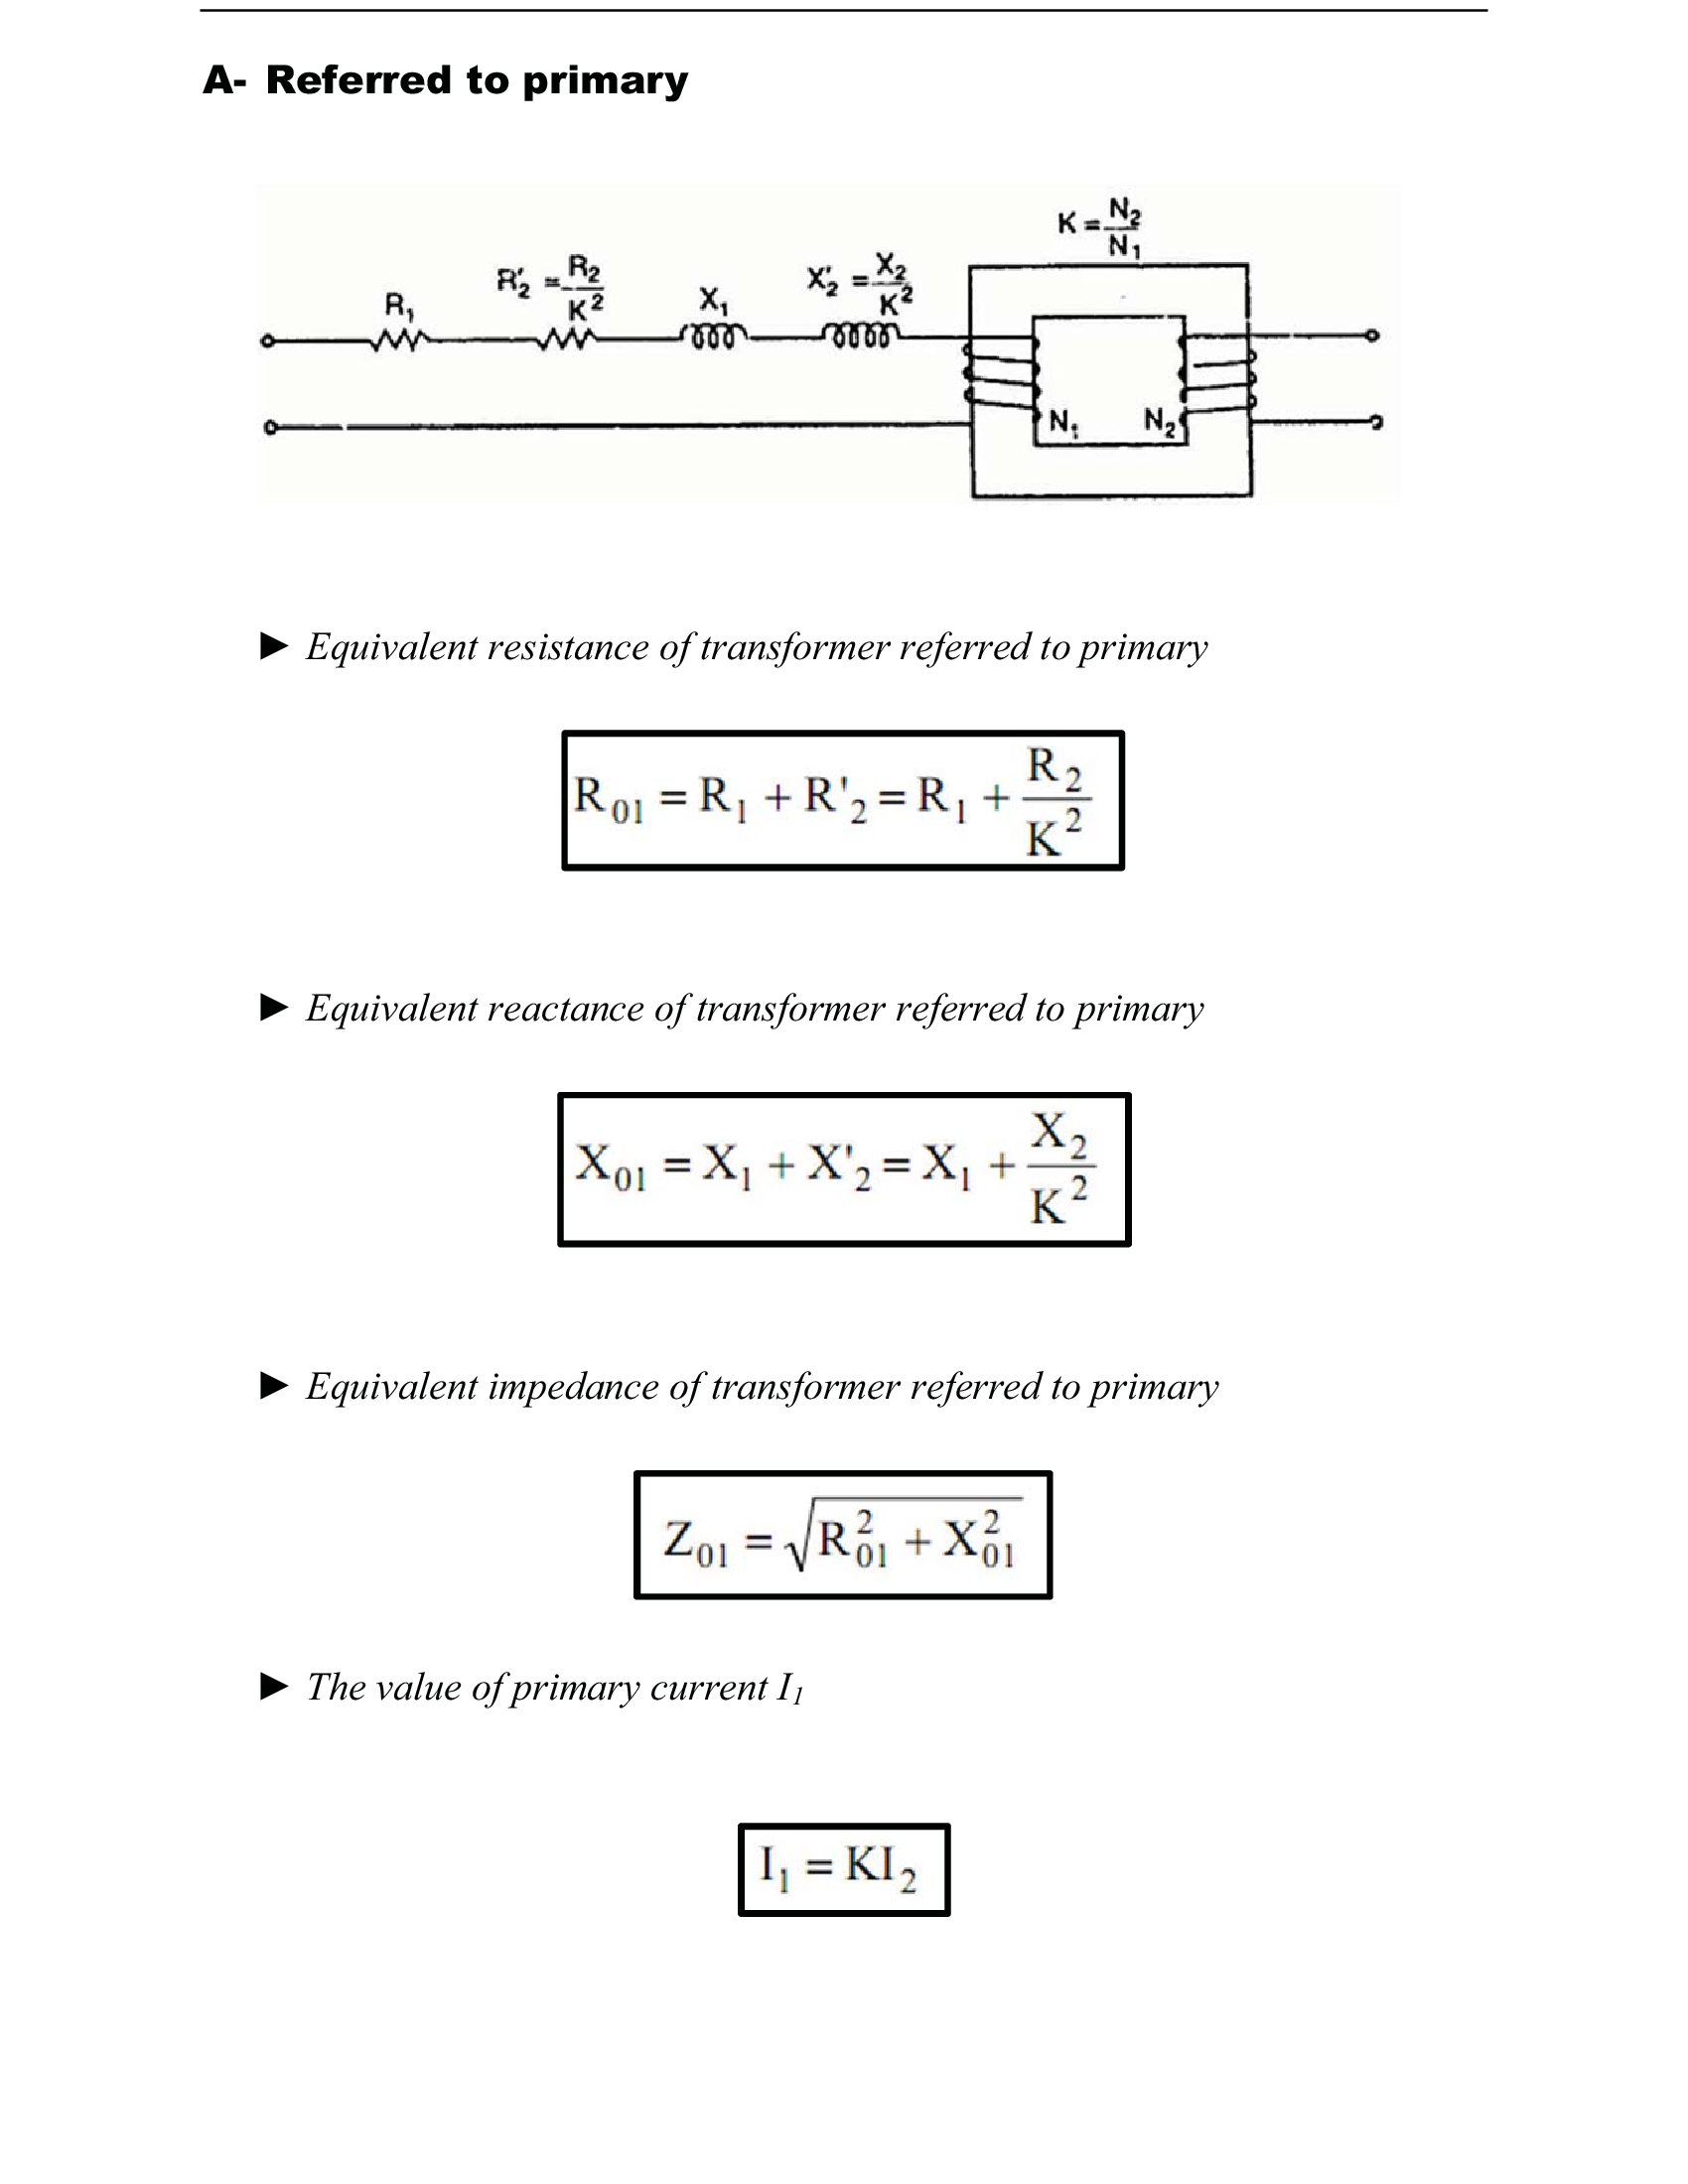 A- Referred to primary
K = N₂/N₁
R₁
R'₂ = R₂/K²
X₁
X'₂ = X₂/K²
N₁ N₂
► Equivalent resistance of transformer referred to primary
R₀₁ = R₁ + R'₂ = R₁ + R₂/K²
► Equivalent reactance of transformer referred to primary
X₀₁ = X₁ + X'₂ = X₁ + X₂/K²
► Equivalent impedance of transformer referred to primary
Z₀₁ = √(R₀₁² + X₀₁²)
► The value of primary current I₁
I₁ = KI₂